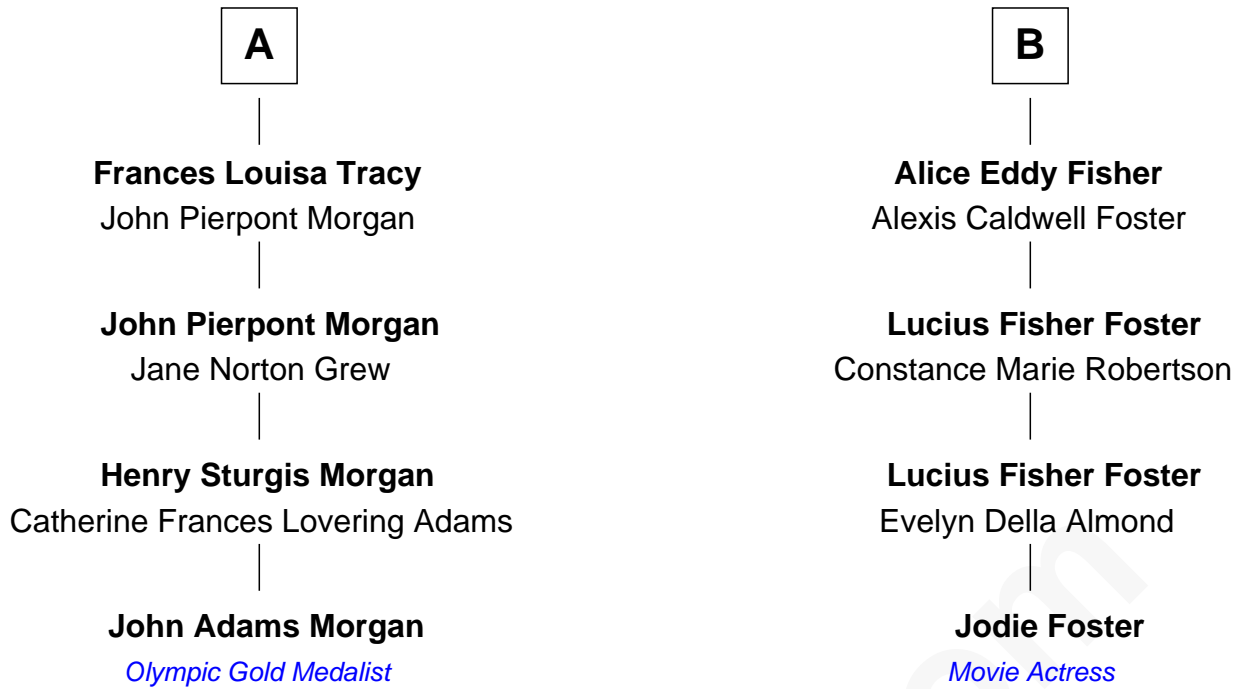 A
Frances Louisa Tracy
John Pierpont Morgan
John Pierpont Morgan
Jane Norton Grew
Henry Sturgis Morgan
Catherine Frances Lovering Adams
John Adams Morgan
Olympic Gold Medalist
B
Alice Eddy Fisher
Alexis Caldwell Foster
Lucius Fisher Foster
Constance Marie Robertson
Lucius Fisher Foster
Evelyn Della Almond
Jodie Foster
Movie Actress